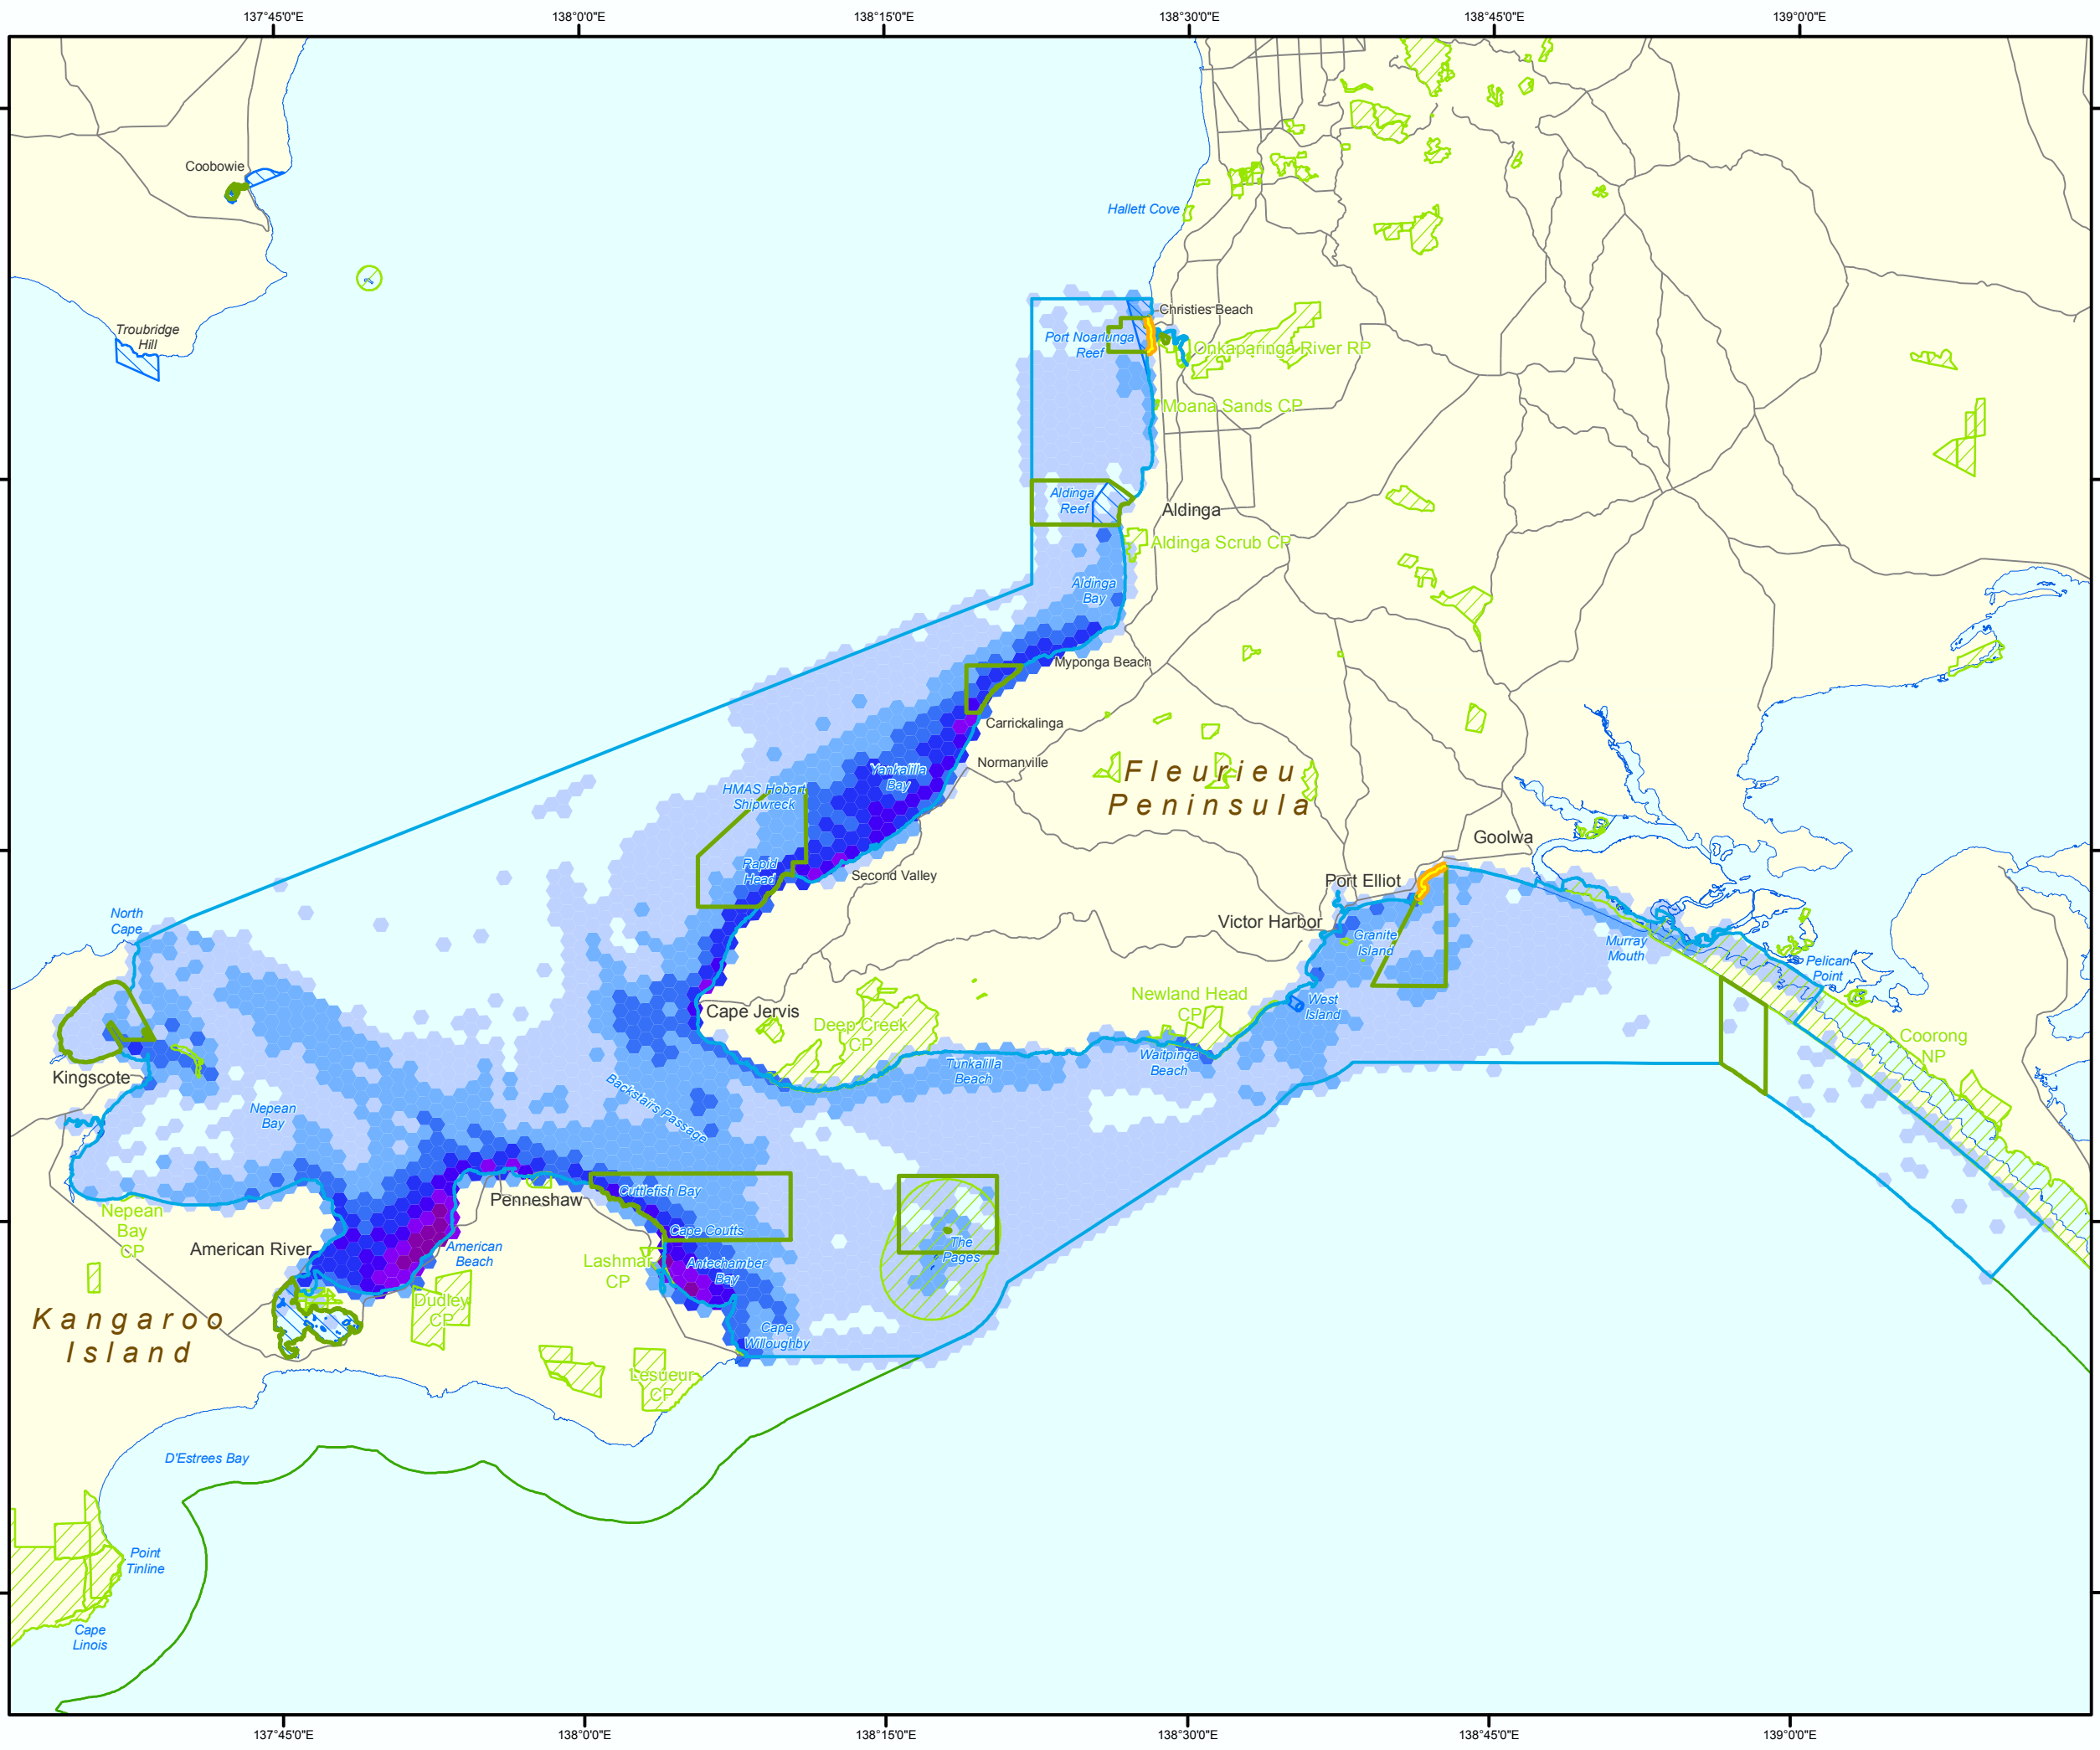 137°45'0"E
138°0'0"E
138°15'0"E
138°30'0"E
138°45'0"E
139°0'0"E
Coobowie
Hallett Cove
Troubridge
Hill
Christies Beach
Port Noarlunga
Reef
Onkaparinga River RP
Moana Sands CP
Aldinga
Reef
Aldinga
Aldinga Scrub CP
Aldinga
Bay
Myponga Beach
Carrickalinga
Normanville
Yankalilla
Bay
Fleurieu
Peninsula
HMAS Hobart
Shipwreck
Goolwa
Rapid
Head
Second Valley
Port Elliot
North
Cape
Victor Harbor
Granite
Island
Murray
Mouth
Pelican
Point
Newland Head
CP
West
Island
Cape Jervis
Deep Creek
CP
Coorong
NP
Kingscote
Tunkalilla
Beach
Waitpinga
Beach
Backstairs Passage
Nepean
Bay
Cuttlefish Bay
Penneshaw
Nepean
Bay
CP
Cape Coutts
American River
American
Beach
The
Pages
Lashmar
CP
Antechamber
Bay
Dudley
CP
Kangaroo
Island
Cape
Willoughby
Lesueur
CP
D'Estrees Bay
Point
Tinline
Cape
Linois
137°45'0"E
138°0'0"E
138°15'0"E
138°30'0"E
138°45'0"E
139°0'0"E